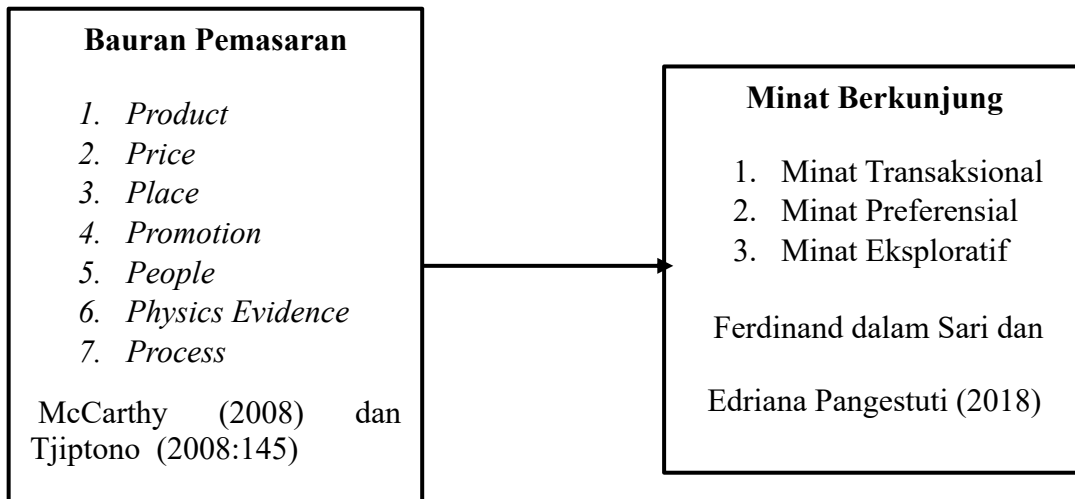 Bauran Pemasaran
1. Product
2. Price
3. Place
4. Promotion
5. People
6. Physics Evidence
7. Process
McCarthy (2008) dan
Tjiptono (2008:145)
Minat Berkunjung
1. Minat Transaksional
2. Minat Preferensial
3. Minat Eksploratif
Ferdinand dalam Sari dan
Edriana Pangestuti (2018)